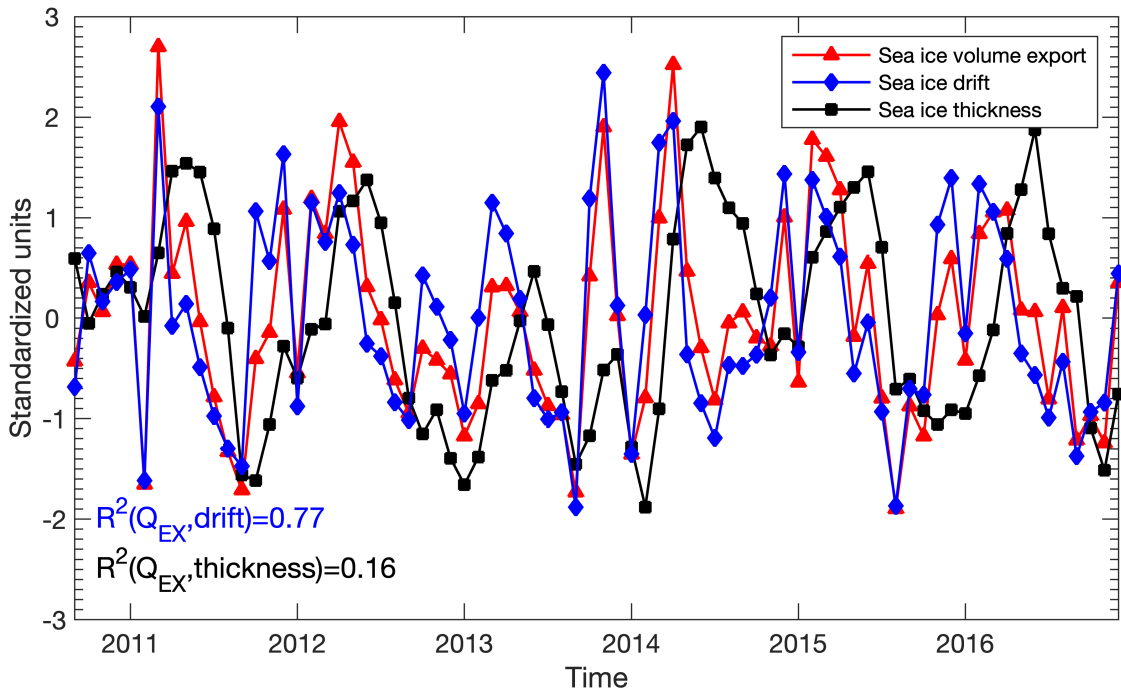 3
2
1
0
-1
-2
-3
Standardized units
Sea ice volume export
Sea ice drift
Sea ice thickness
R²(Q_EX,drift)=0.77
R²(Q_EX,thickness)=0.16
2011 2012 2013 2014 2015 2016
Time